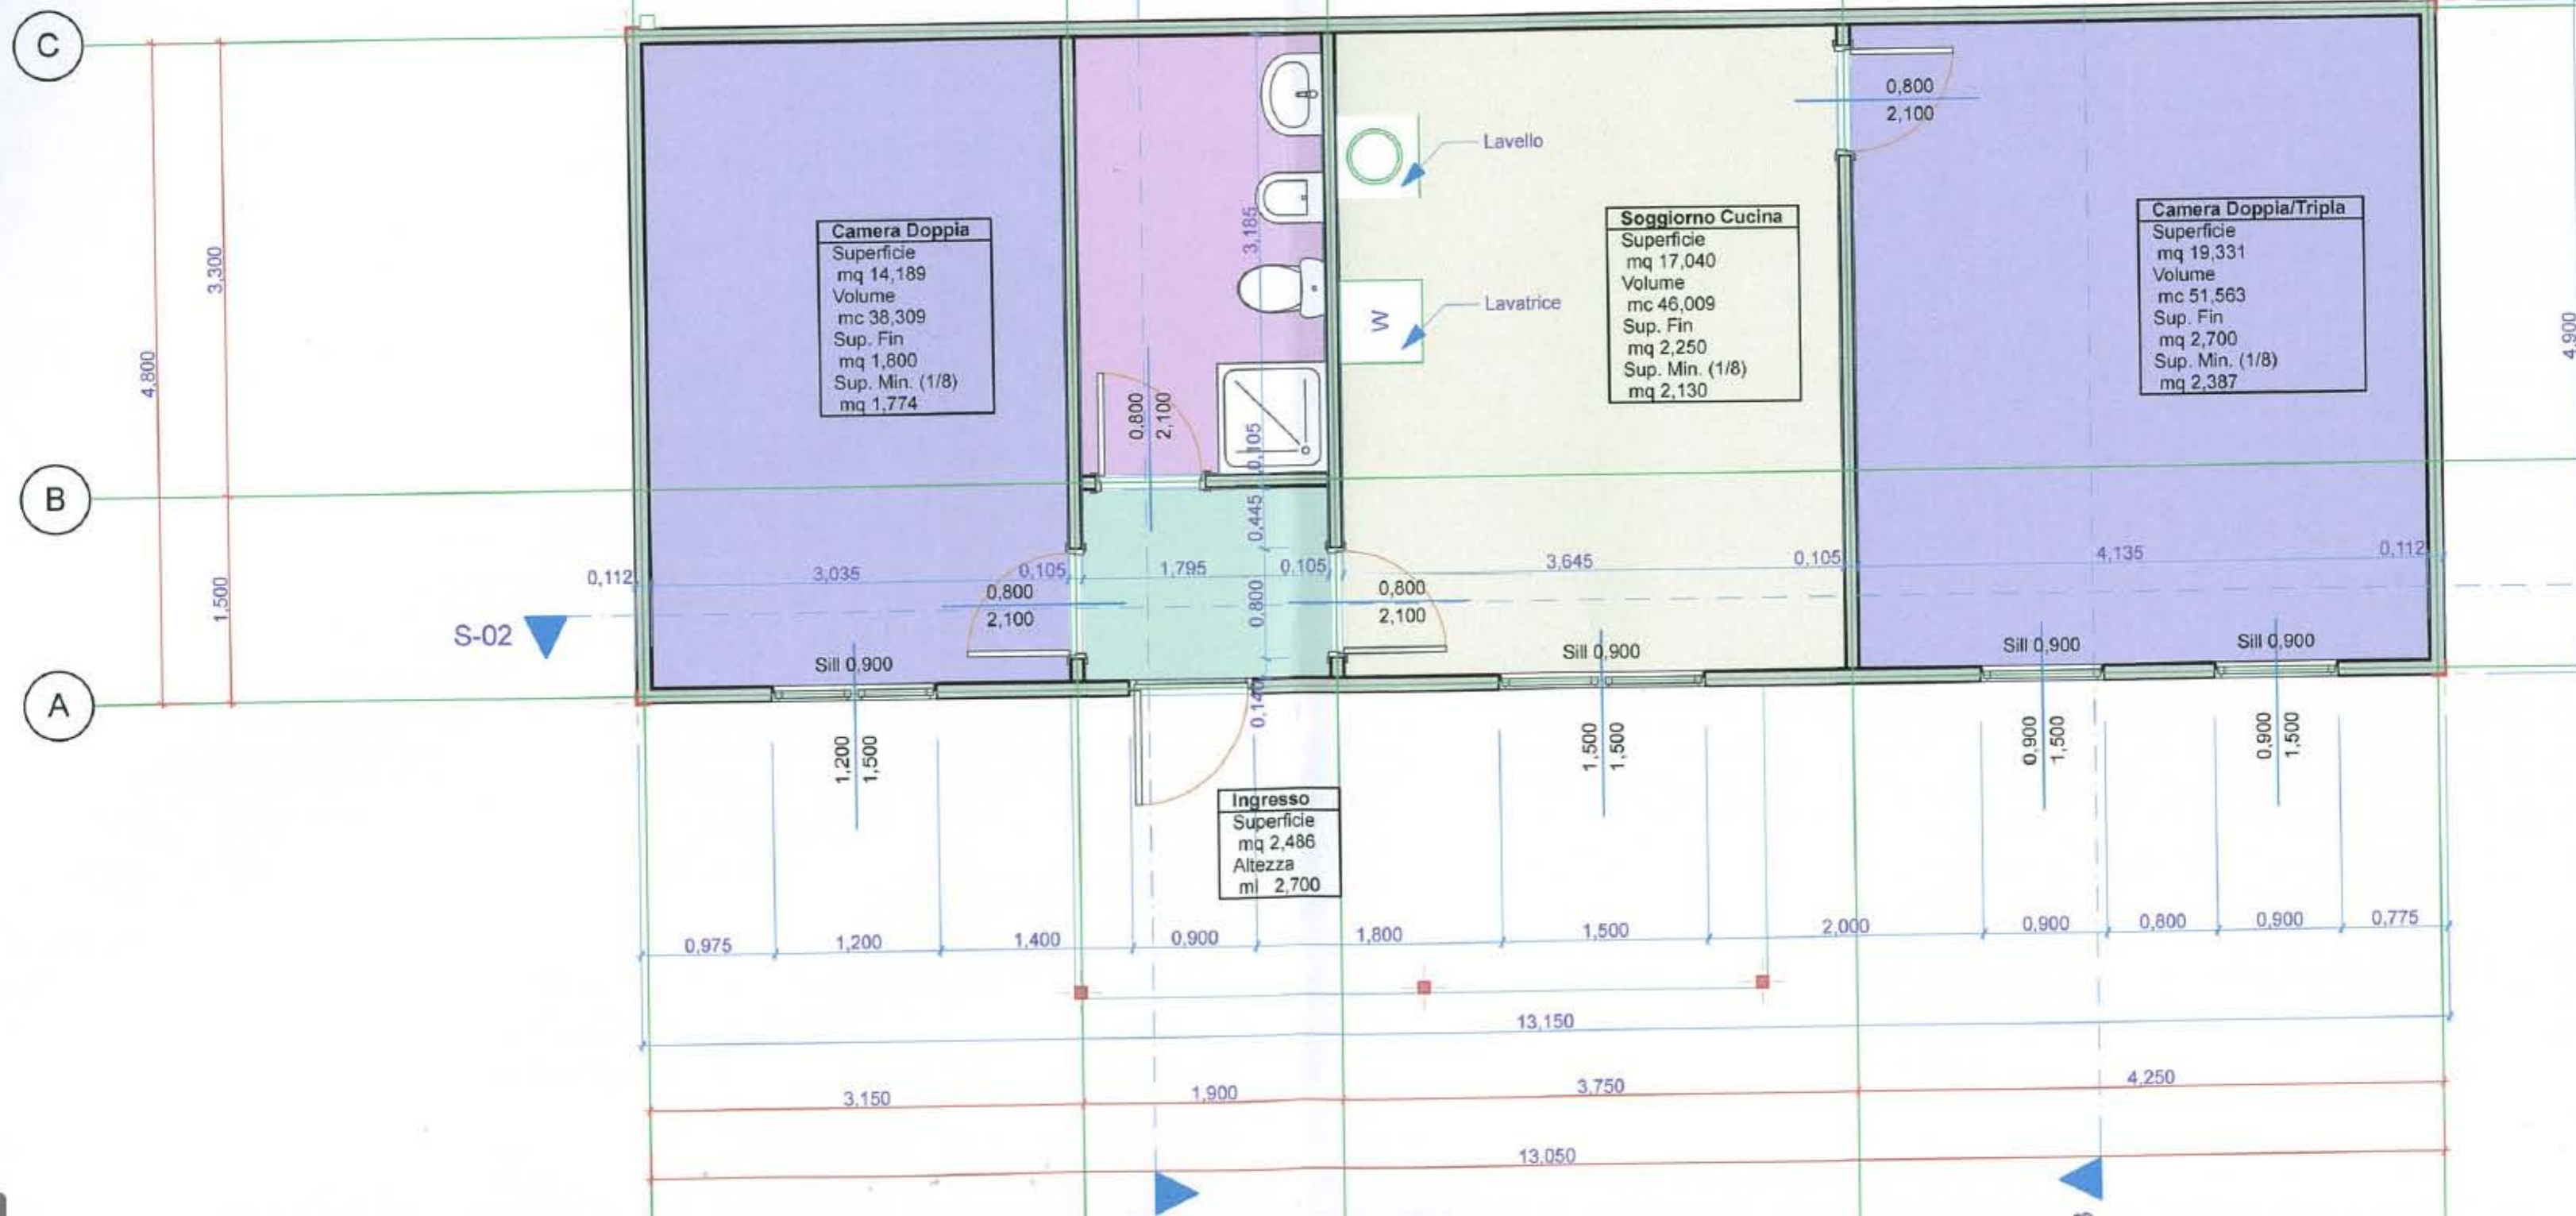 C
0,800
2,100
Lavello
Camera Doppia
Superficie
mq 14,189
Volume
mc 38,309
Sup. Fin
mq 1,800
Sup. Min. (1/8)
mq 1,774
Soggiorno Cucina
Superficie
mq 17,040
Volume
mc 46,009
Sup. Fin
mq 2,250
Sup. Min. (1/8)
mq 2,130
Camera Doppia/Tripla
Superficie
mq 19,331
Volume
mc 51,563
Sup. Fin
mq 2,700
Sup. Min. (1/8)
mq 2,387
3,300
4,800
3,185
Lavatrice
W
4,900
0,800
2,100
0,105
B
0,445
0,112
3,035
0,105
1,795
0,105
3,645
0,105
4,135
0,112
0,800
2,100
0,800
0,800
2,100
1,500
S-02
Sill 0,900
Sill 0,900
Sill 0,900
Sill 0,900
A
0,140
1,200
1,500
1,500
1,500
0,900
1,500
0,900
1,500
Ingresso
Superficie
mq 2,486
Altezza
ml 2,700
0,975
1,200
1,400
0,900
1,800
1,500
2,000
0,900
0,800
0,900
0,775
13,150
3,150
1,900
3,750
4,250
13,050